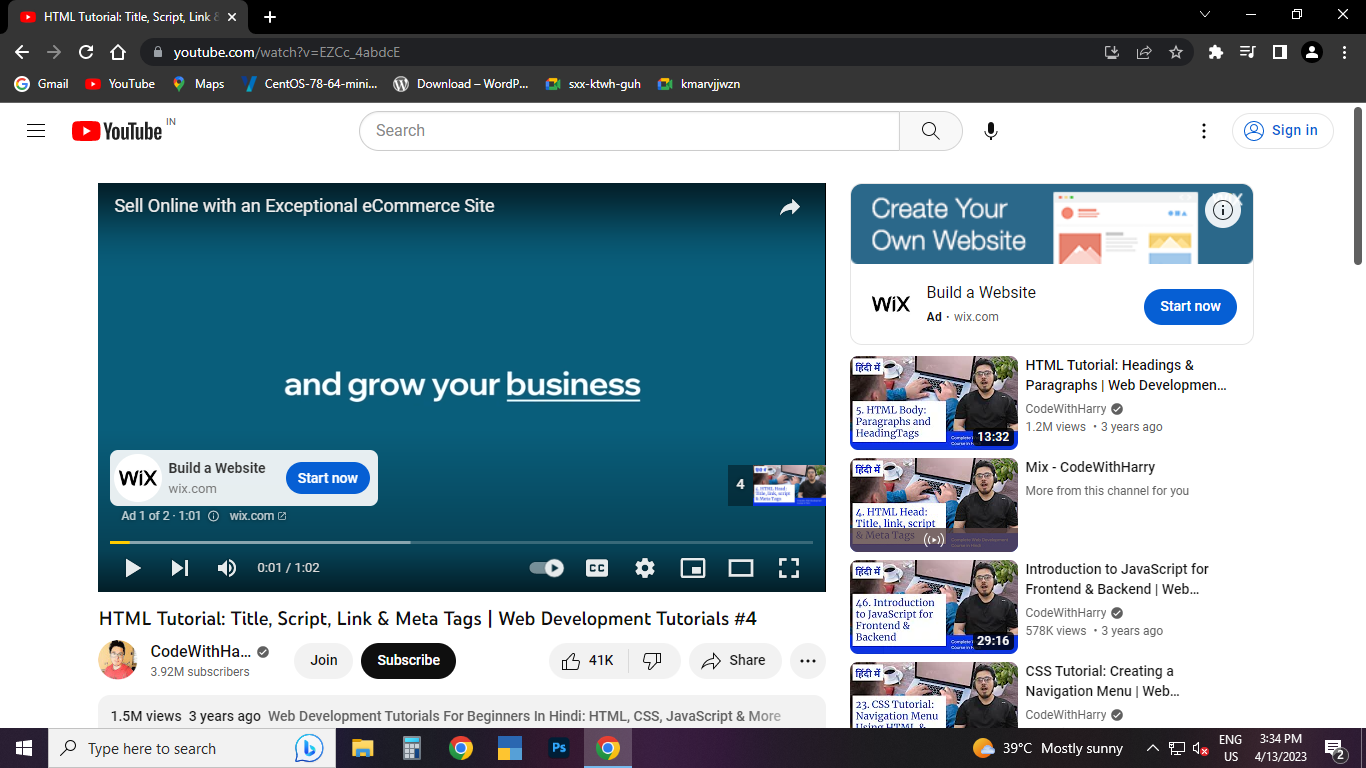 HTML Tutorial: Title, Script, Link &
youtube.com/watch?v=EZCc_4abdcE
Gmail
YouTube
Maps
CentOS-78-64-mini...
Download – WordP...
sxx-ktwh-guh
kmarvjjwzn
YouTube IN
Search
Sign in
Sell Online with an Exceptional eCommerce Site
and grow your business
WiX
Build a Website
wix.com
Start now
4
4. HTML Head:
Title, link, script
& Meta Tags
Ad 1 of 2 · 1:01
wix.com
0:01 / 1:02
CC
HTML Tutorial: Title, Script, Link & Meta Tags | Web Development Tutorials #4
CodeWithHa...
3.92M subscribers
Join
Subscribe
41K
Share
1.5M views 3 years ago Web Development Tutorials For Beginners In Hindi: HTML, CSS, JavaScript & More
Create Your
Own Website
WiX
Build a Website
Ad · wix.com
Start now
हिंदी में
5. HTML Body:
Paragraphs and
HeadingTags
13:32
HTML Tutorial: Headings &
Paragraphs | Web Developmen...
CodeWithHarry
1.2M views • 3 years ago
हिंदी में
4. HTML Head:
Title, link, script
& Meta Tags
Mix - CodeWithHarry
More from this channel for you
हिंदी में
46. Introduction
to JavaScript for
Frontend &
Backend
29:16
Introduction to JavaScript for
Frontend & Backend | Web...
CodeWithHarry
578K views • 3 years ago
हिंदी में
23. CSS Tutorial:
Navigation Menu
Using HTML &
CSS Tutorial: Creating a
Navigation Menu | Web...
CodeWithHarry
Type here to search
Ps
39°C Mostly sunny
ENG
US
3:34 PM
4/13/2023
2